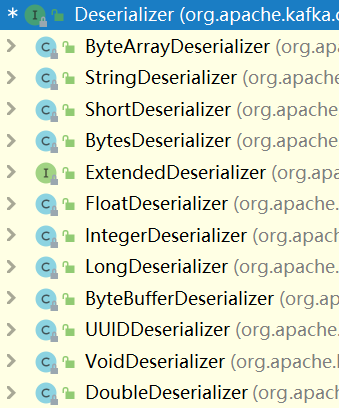 * I Deserializer (org.apache.kafka.c
C ByteArrayDeserializer (org.ap
C StringDeserializer (org.apache
C ShortDeserializer (org.apache
C BytesDeserializer (org.apache
I ExtendedDeserializer (org.apa
C FloatDeserializer (org.apache.
C IntegerDeserializer (org.apach
C LongDeserializer (org.apache.
C ByteBufferDeserializer (org.a
C UUIDDeserializer (org.apache.
C VoidDeserializer (org.apache.k
C DoubleDeserializer (org.apach